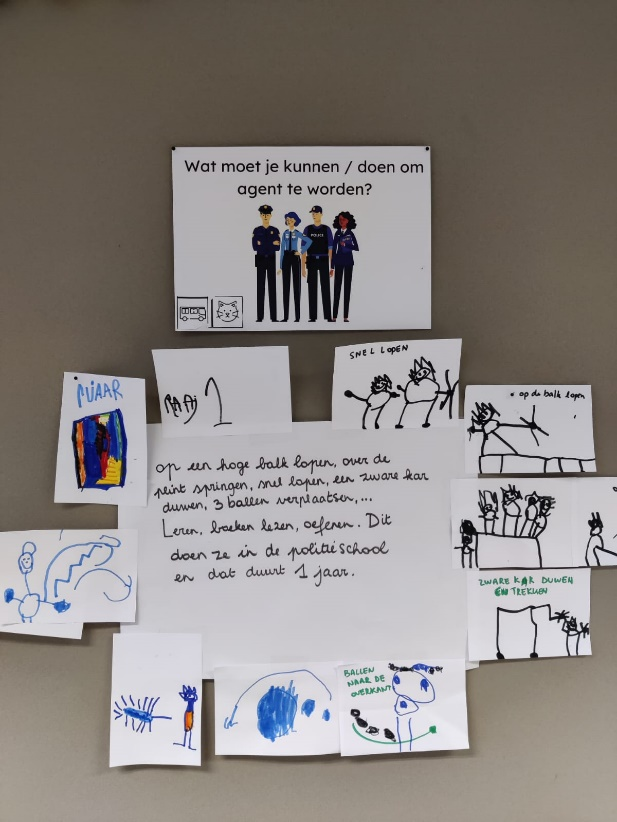 Wat moet je kunnen / doen om
agent te worden?
POLICE
SNEL LOPEN
1
op de balk lopen
op een hoge balk lopen, over de
springen, snel lopen, een zware kar
duwen, 3 ballen verplaatsen,...
Leren, boeken lezen, oefenen. Dit
doen ze in de politieschool
en dat duurt 1 jaar.
ZWARE KAR DUWEN
EN TREKKEN
BALLEN
NAAR DE
OVERKANT